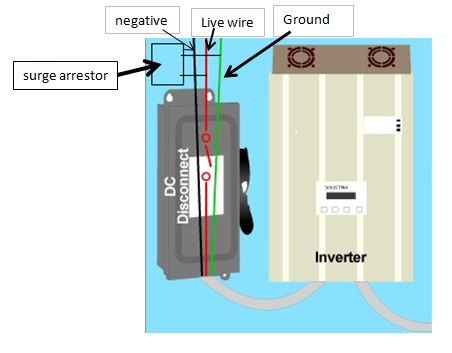 negative
Live wire
Ground
surge arrestor
DC
Disconnect
SOLECTRIA
Inverter